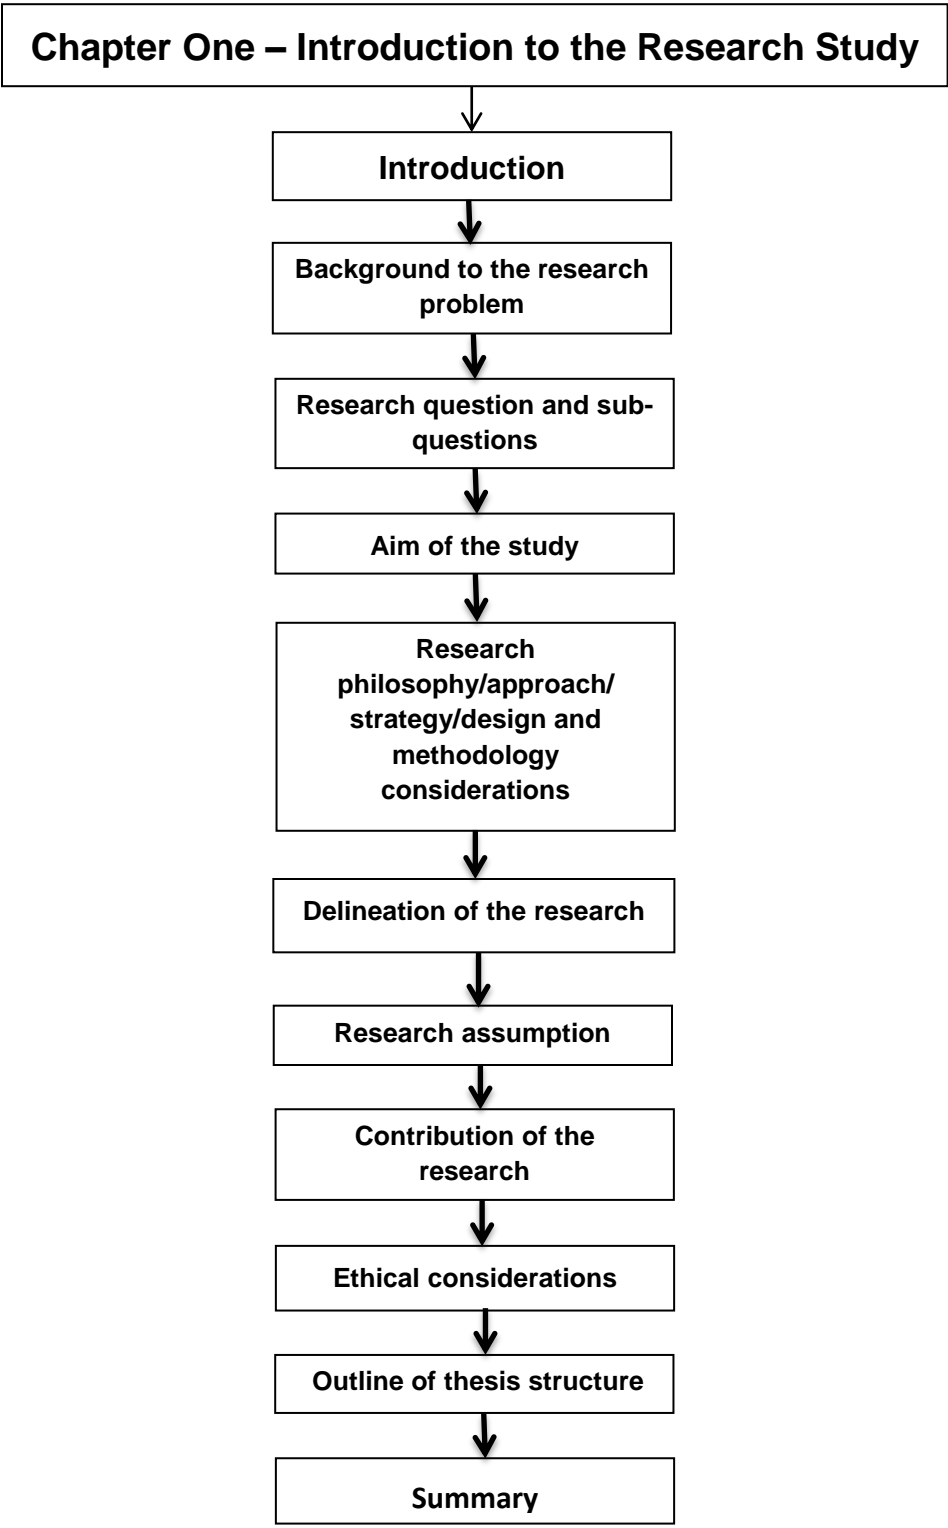 Chapter One – Introduction to the Research Study
Introduction
Background to the research
problem
Research question and sub-
questions
Aim of the study
Research
philosophy/approach/
strategy/design and
methodology
considerations
Delineation of the research
Research assumption
Contribution of the
research
Ethical considerations
Outline of thesis structure
Summary